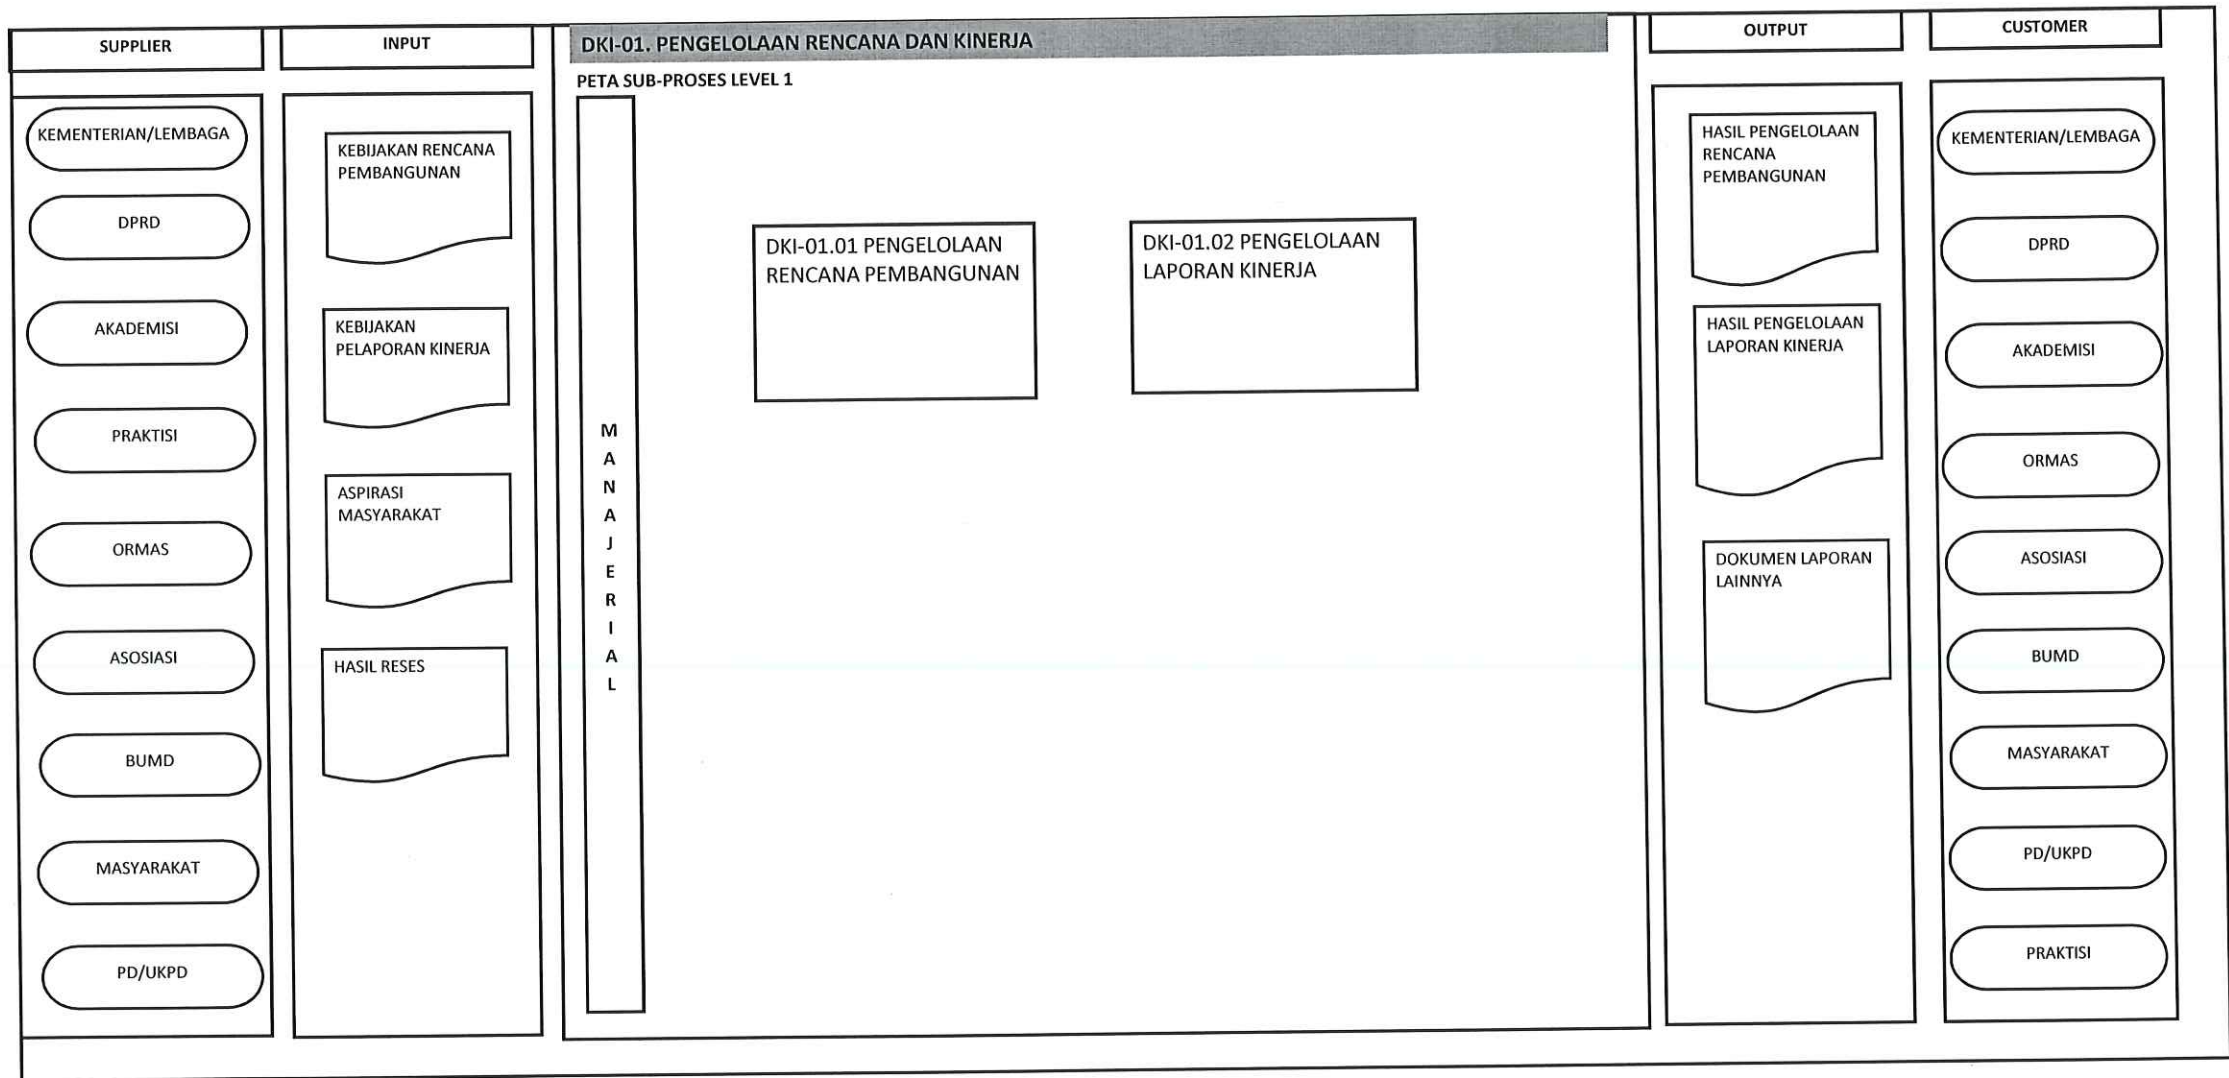 SUPPLIER
KEMENTERIAN/LEMBAGA
DPRD
AKADEMISI
PRAKTISI
ORMAS
ASOSIASI
BUMD
MASYARAKAT
PD/UKPD
INPUT
KEBIJAKAN RENCANA
PEMBANGUNAN
KEBIJAKAN
PELAPORAN KINERJA
ASPIRASI
MASYARAKAT
HASIL RESES
DKI-01. PENGELOLAAN RENCANA DAN KINERJA
PETA SUB-PROSES LEVEL 1
M
A
N
A
J
E
R
I
A
L
DKI-01.01 PENGELOLAAN
RENCANA PEMBANGUNAN
DKI-01.02 PENGELOLAAN
LAPORAN KINERJA
OUTPUT
HASIL PENGELOLAAN
RENCANA
PEMBANGUNAN
HASIL PENGELOLAAN
LAPORAN KINERJA
DOKUMEN LAPORAN
LAINNYA
CUSTOMER
KEMENTERIAN/LEMBAGA
DPRD
AKADEMISI
ORMAS
ASOSIASI
BUMD
MASYARAKAT
PD/UKPD
PRAKTISI